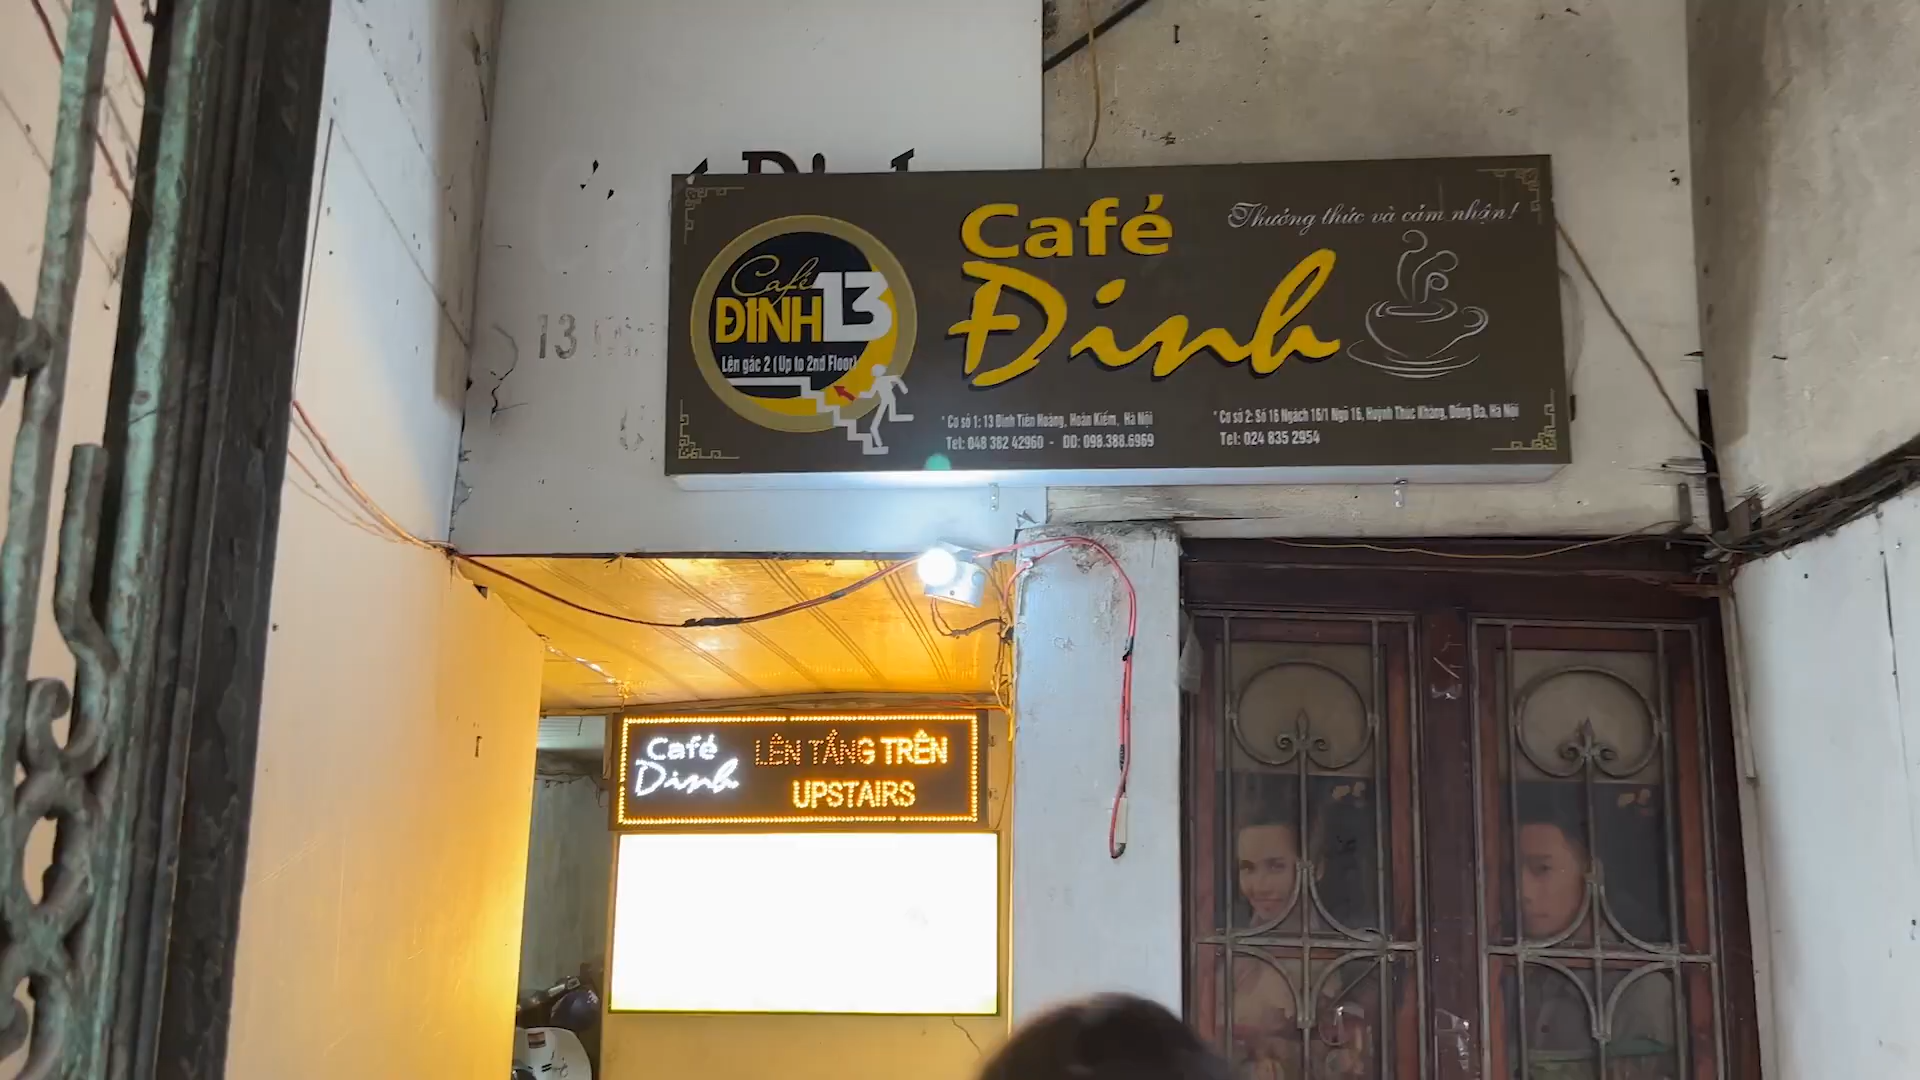 Café
Đinh
Thưởng thức và cảm nhận!
Café
ĐINH13
Lên gác 2 (Up to 2nd Floor)
* Cơ sở 1: 13 Đinh Tiên Hoàng, Hoàn Kiếm, Hà Nội
Tel: 048 382 42960 - DD: 098.388.6969
* Cơ sở 2: Số 16 Ngách 16/1 Ngõ 16, Huỳnh Thúc Kháng, Đống Đa, Hà Nội
Tel: 024 835 2954
13
Café
Đinh
LÊN TẦNG TRÊN
UPSTAIRS